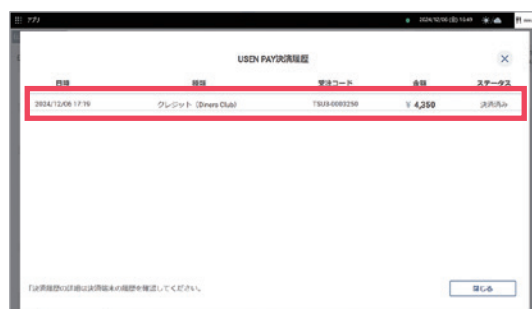 アプリ
2024/12/06 (金)
USEN PAY決済履歴
日時 種類 受注コード 金額 ステータス
2024/12/06 17:19 クレジット (Diners Club) TSU3-0003250 ¥ 4,350 決済済み
「決済履歴の詳細は決済端末の履歴を確認してください。
閉じる